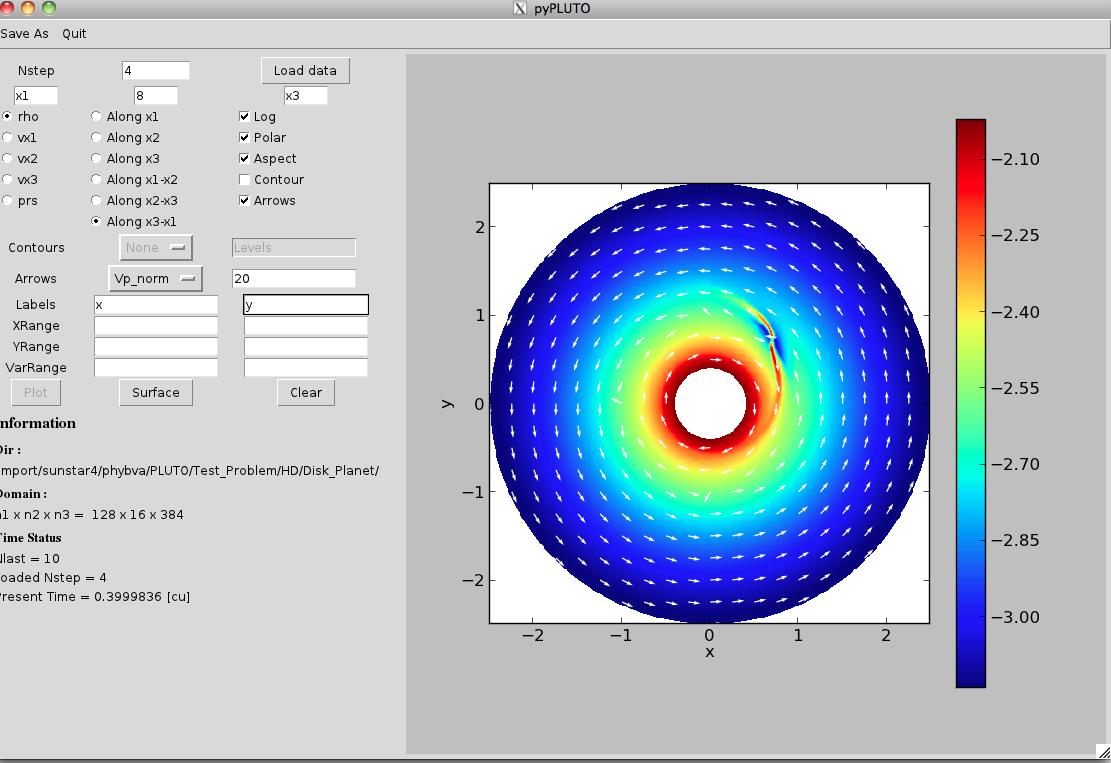 pyPLUTO
Save As Quit
Nstep 4 Load data
x1 8 x3
rho Along x1 Log
vx1 Along x2 Polar
vx2 Along x3 Aspect
vx3 Along x1-x2 Contour
prs Along x2-x3 Arrows
Along x3-x1
Contours None Levels
Arrows Vp_norm 20
Labels x y
XRange
YRange
VarRange
Plot Surface Clear
nformation
Dir :
mport/sunstar4/phybva/PLUTO/Test_Problem/HD/Disk_Planet/
Domain :
n1 x n2 x n3 = 128 x 16 x 384
Time Status
Nlast = 10
oaded Nstep = 4
Present Time = 0.3999836 [cu]
2
1
0
−1
−2
y
−2 −1 0 1 2
x
−2.10
−2.25
−2.40
−2.55
−2.70
−2.85
−3.00